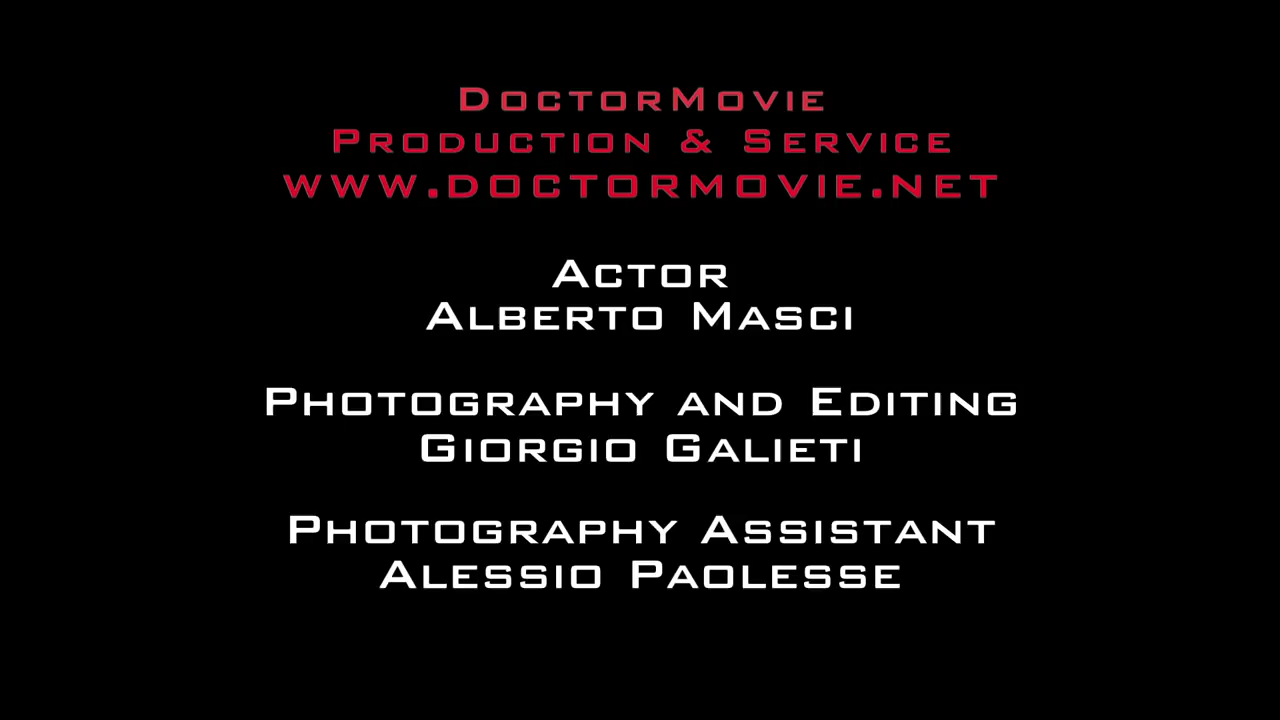 DoctorMovie
Production & Service
www.doctormovie.net
Actor
Alberto Masci
Photography and Editing
Giorgio Galieti
Photography Assistant
Alessio Paolesse